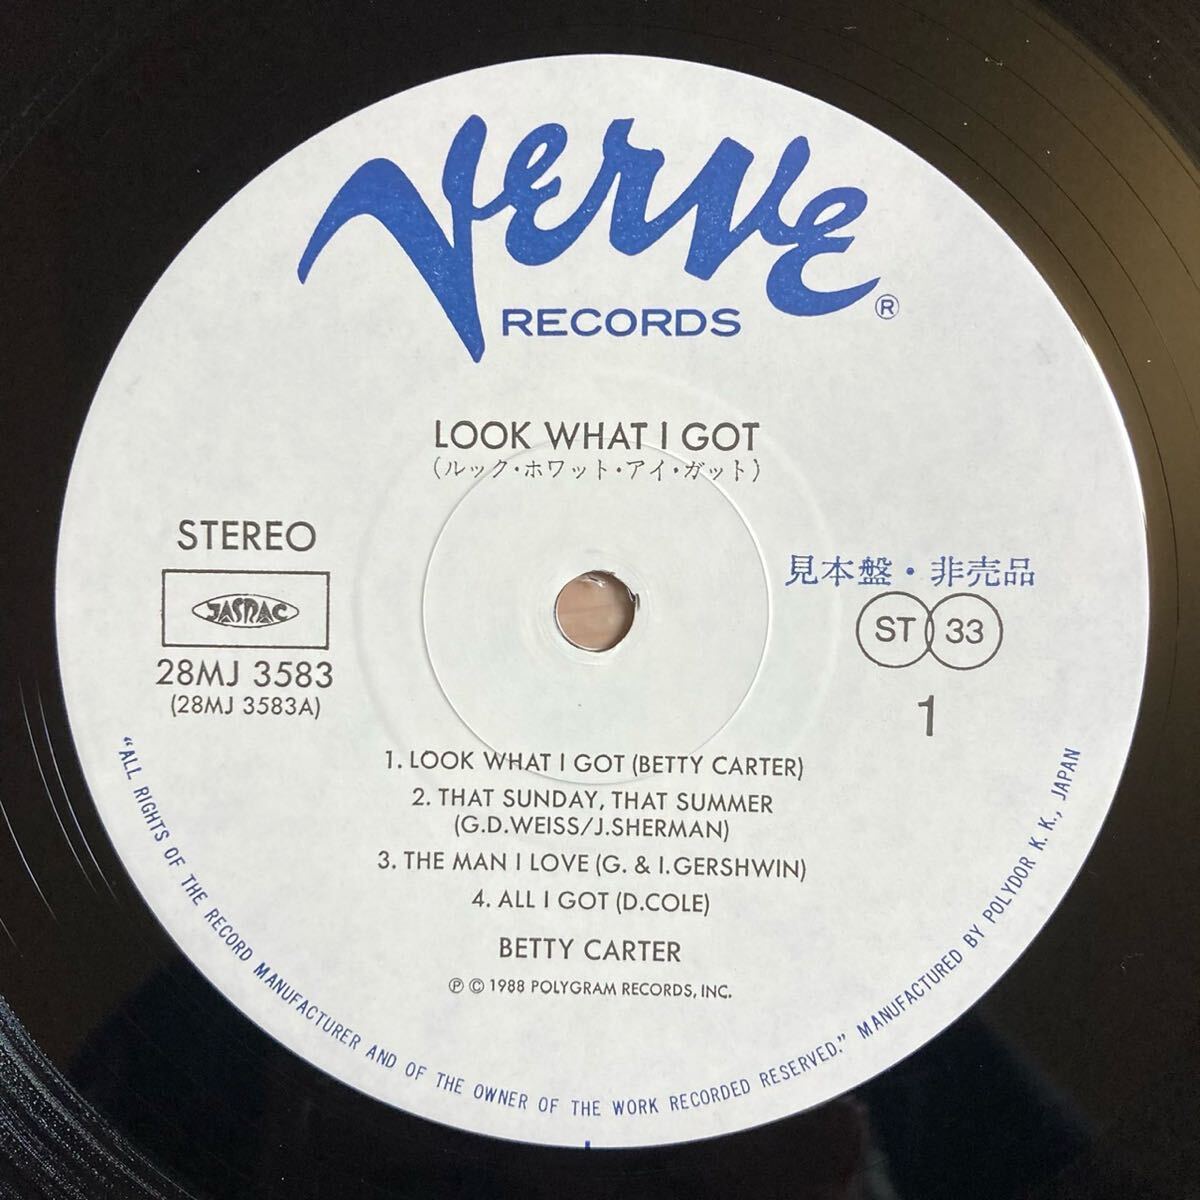 Verve
RECORDS ®
LOOK WHAT I GOT
(ルック・ホワット・アイ・ガット)
STEREO
JASRAC
28MJ 3583
(28MJ 3583A)
見本盤・非売品
ST 33
1
1. LOOK WHAT I GOT (BETTY CARTER)
2. THAT SUNDAY, THAT SUMMER
(G.D.WEISS/J.SHERMAN)
3. THE MAN I LOVE (G. & I.GERSHWIN)
4. ALL I GOT (D.COLE)
BETTY CARTER
℗ © 1988 POLYGRAM RECORDS, INC.
"ALL RIGHTS OF THE RECORD MANUFACTURER AND OF THE OWNER OF THE WORK RECORDED RESERVED." MANUFACTURED BY POLYDOR K. K., JAPAN